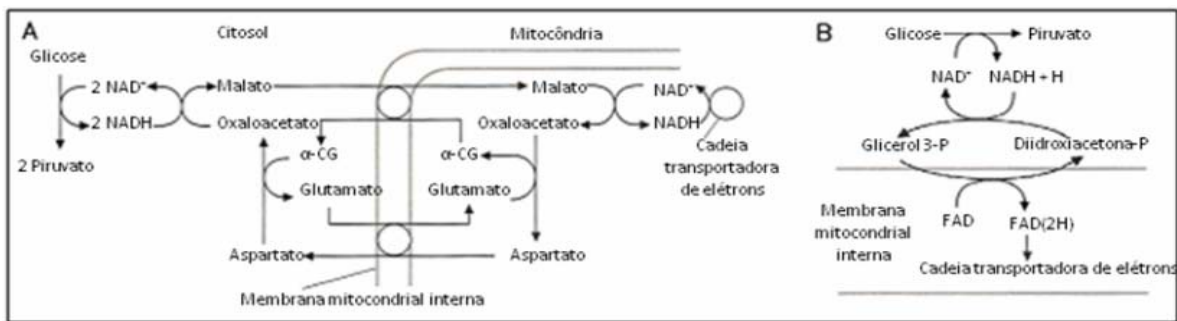 A
Citosol
Mitocôndria
Glicose
2 NAD⁺
Malato
Malato
NAD⁺
2 NADH
Oxaloacetato
Oxaloacetato
NADH
2 Piruvato
α-CG
α-CG
Cadeia
transportadora
de elétrons
Glutamato
Glutamato
Aspartato
Aspartato
Membrana mitocondrial interna
B
Glicose
Piruvato
NAD⁺
NADH + H
Glicerol 3-P
Diidroxiacetona-P
Membrana
mitocondrial
interna
FAD
FAD(2H)
Cadeia transportadora de elétrons